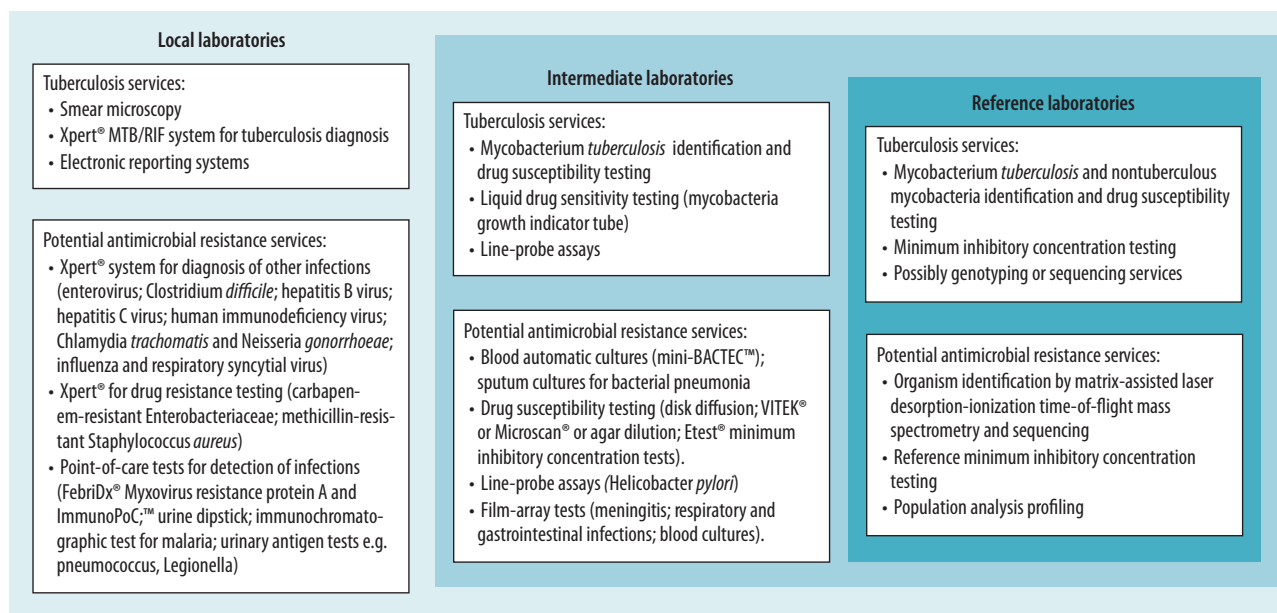 Local laboratories
Tuberculosis services:
• Smear microscopy
• Xpert® MTB/RIF system for tuberculosis diagnosis
• Electronic reporting systems
Potential antimicrobial resistance services:
• Xpert® system for diagnosis of other infections
(enterovirus; Clostridium difficile; hepatitis B virus;
hepatitis C virus; human immunodeficiency virus;
Chlamydia trachomatis and Neisseria gonorrhoeae;
influenza and respiratory syncytial virus)
• Xpert® for drug resistance testing (carbapen-
em-resistant Enterobacteriaceae; methicillin-resis-
tant Staphylococcus aureus)
• Point-of-care tests for detection of infections
(FebriDx® Myxovirus resistance protein A and
ImmunoPoC;™ urine dipstick; immunochromato-
graphic test for malaria; urinary antigen tests e.g.
pneumococcus, Legionella)
Intermediate laboratories
Tuberculosis services:
• Mycobacterium tuberculosis identification and
drug susceptibility testing
• Liquid drug sensitivity testing (mycobacteria
growth indicator tube)
• Line-probe assays
Potential antimicrobial resistance services:
• Blood automatic cultures (mini-BACTEC™);
sputum cultures for bacterial pneumonia
• Drug susceptibility testing (disk diffusion; VITEK®
or Microscan® or agar dilution; Etest® minimum
inhibitory concentration tests).
• Line-probe assays (Helicobacter pylori)
• Film-array tests (meningitis; respiratory and
gastrointestinal infections; blood cultures).
Reference laboratories
Tuberculosis services:
• Mycobacterium tuberculosis and nontuberculous
mycobacteria identification and drug susceptibility
testing
• Minimum inhibitory concentration testing
• Possibly genotyping or sequencing services
Potential antimicrobial resistance services:
• Organism identification by matrix-assisted laser
desorption-ionization time-of-flight mass
spectrometry and sequencing
• Reference minimum inhibitory concentration
testing
• Population analysis profiling